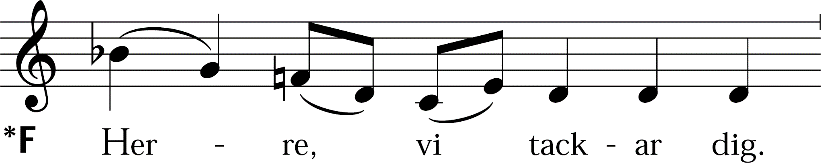 *F Her - re, vi tack - ar dig.